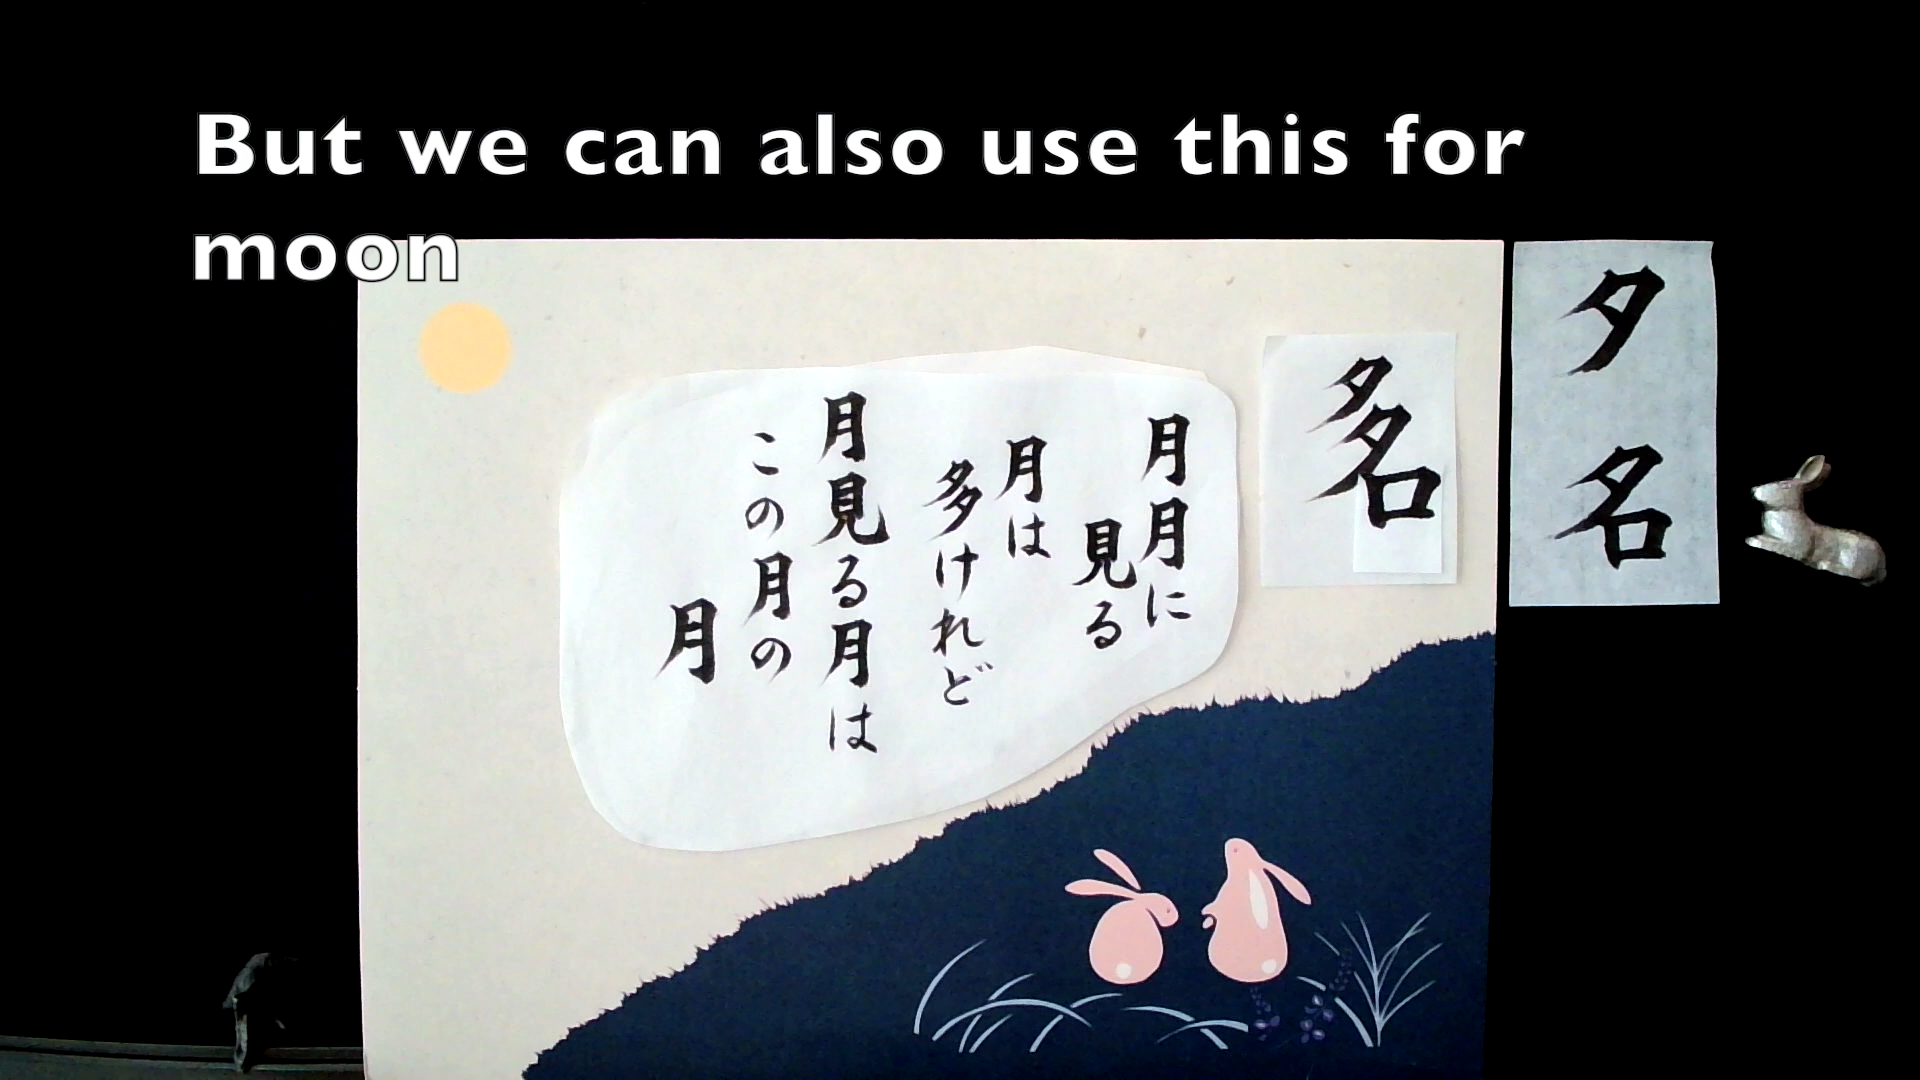 But we can also use this for
moon
夕
名
夕名
月月に
見る
月は
多けれど
月見る月は
この月の
月